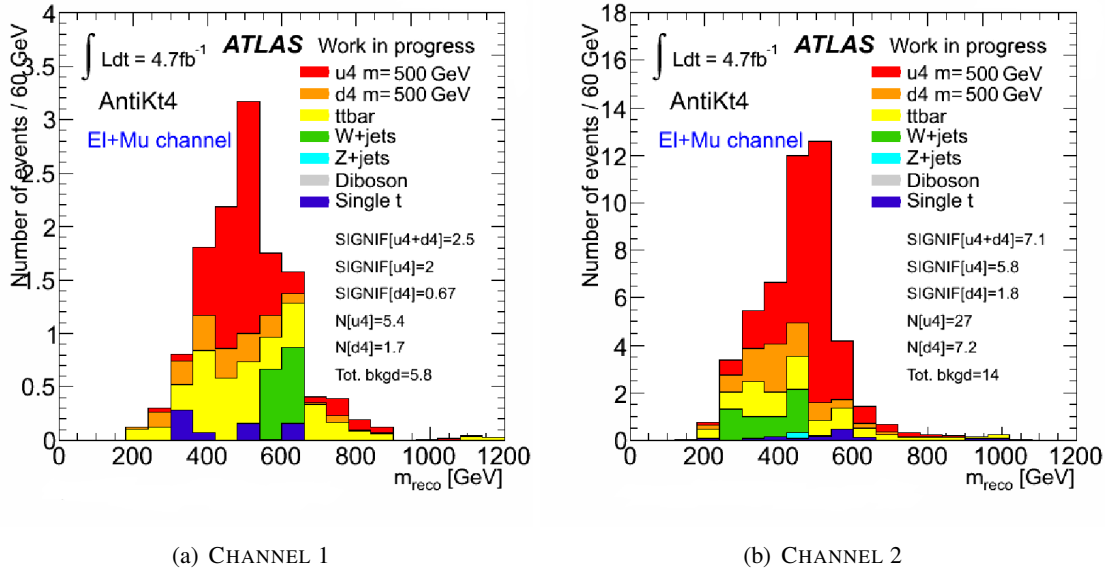 Number of events / 60 GeV
4
3.5
3
2.5
2
1.5
1
0.5
0
∫ Ldt = 4.7fb⁻¹
ATLAS Work in progress
AntiKt4
El+Mu channel
u4 m= 500 GeV
d4 m= 500 GeV
ttbar
W+jets
Z+jets
Diboson
Single t
SIGNIF[u4+d4]=2.5
SIGNIF[u4]=2
SIGNIF[d4]=0.67
N[u4]=5.4
N[d4]=1.7
Tot. bkgd=5.8
0 200 400 600 800 1000 1200
m_reco [GeV]
(a) CHANNEL 1
Number of events / 60 GeV
18
16
14
12
10
8
6
4
2
0
∫ Ldt = 4.7fb⁻¹
ATLAS Work in progress
AntiKt4
El+Mu channel
u4 m= 500 GeV
d4 m= 500 GeV
ttbar
W+jets
Z+jets
Diboson
Single t
SIGNIF[u4+d4]=7.1
SIGNIF[u4]=5.8
SIGNIF[d4]=1.8
N[u4]=27
N[d4]=7.2
Tot. bkgd=14
0 200 400 600 800 1000 1200
m_reco [GeV]
(b) CHANNEL 2